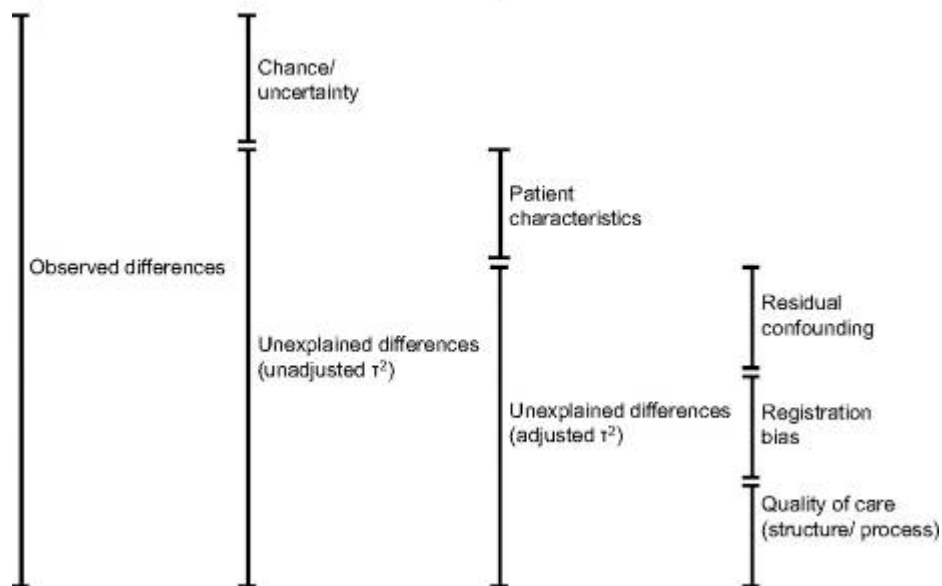 Chance/
uncertainty
Patient
characteristics
Observed differences
Residual
confounding
Unexplained differences
(unadjusted τ²)
Unexplained differences
(adjusted τ²)
Registration
bias
Quality of care
(structure/ process)